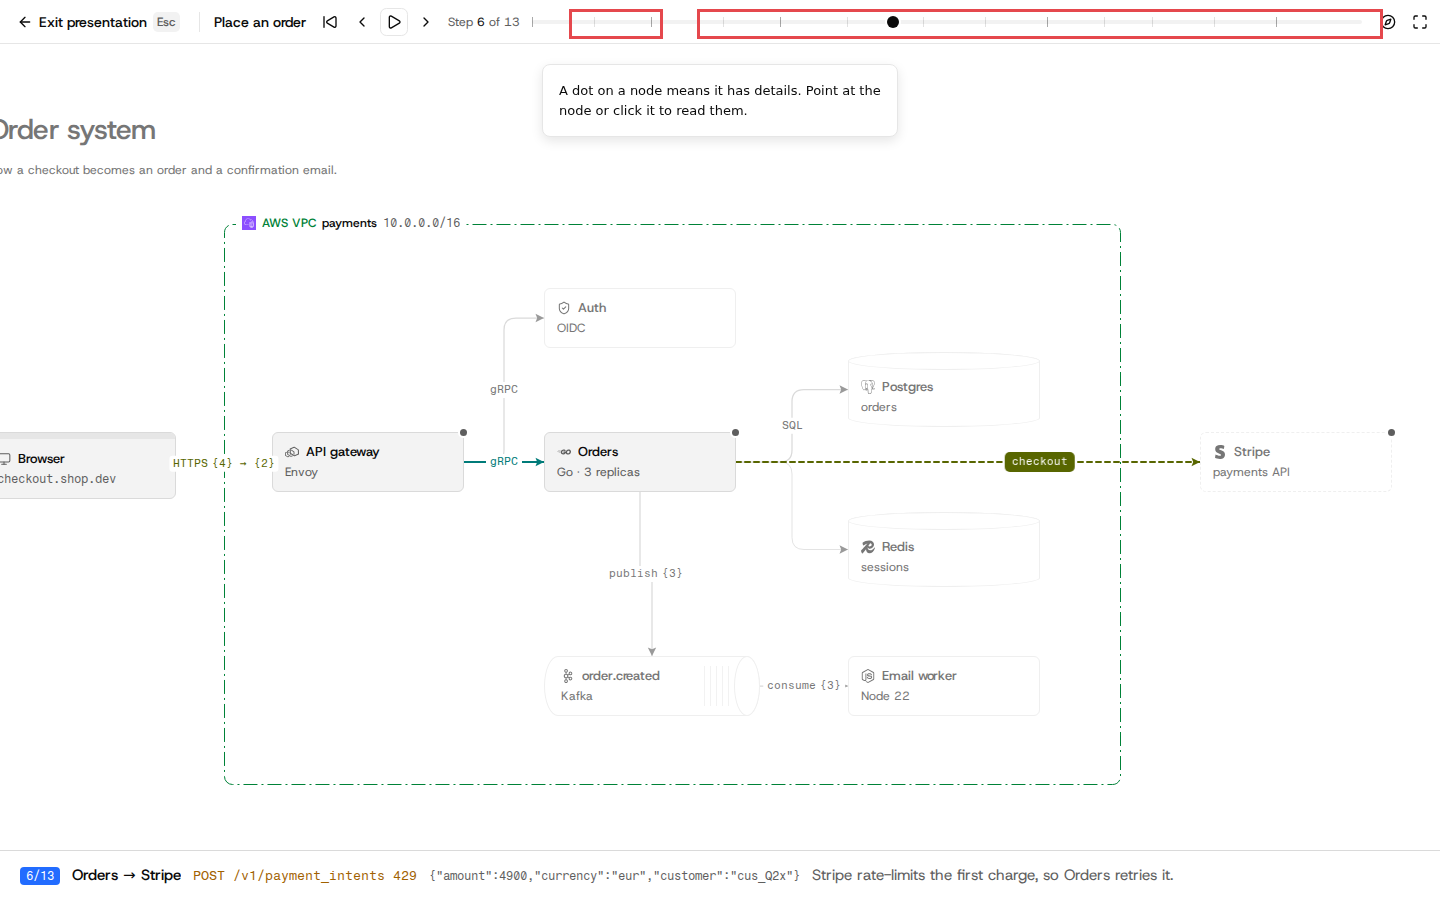 Exit presentation Esc Place an order Step 6 of 13
A dot on a node means it has details. Point at the
node or click it to read them.
Order system
ow a checkout becomes an order and a confirmation email.
AWS VPC payments 10.0.0.0/16
Auth
OIDC
gRPC
Postgres
orders
SQL
Browser
checkout.shop.dev
HTTPS {4} → {2}
API gateway
Envoy
gRPC
Orders
Go · 3 replicas
checkout
Stripe
payments API
Redis
sessions
publish {3}
order.created
Kafka
consume {3}
Email worker
Node 22
6/13 Orders → Stripe POST /v1/payment_intents 429 {"amount":4900,"currency":"eur","customer":"cus_Q2x"} Stripe rate-limits the first charge, so Orders retries it.